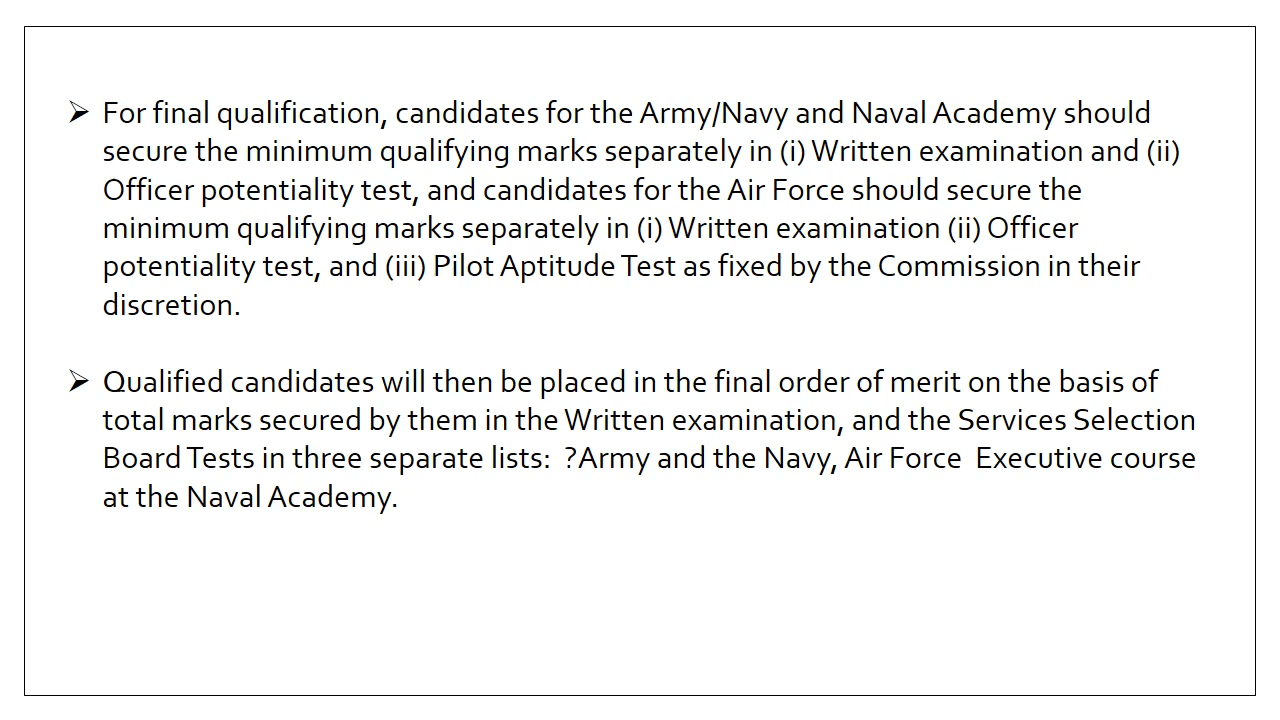 ➢ For final qualification, candidates for the Army/Navy and Naval Academy should
secure the minimum qualifying marks separately in (i) Written examination and (ii)
Officer potentiality test, and candidates for the Air Force should secure the
minimum qualifying marks separately in (i) Written examination (ii) Officer
potentiality test, and (iii) Pilot Aptitude Test as fixed by the Commission in their
discretion.
➢ Qualified candidates will then be placed in the final order of merit on the basis of
total marks secured by them in the Written examination, and the Services Selection
Board Tests in three separate lists:  ?Army and the Navy, Air Force  Executive course
at the Naval Academy.